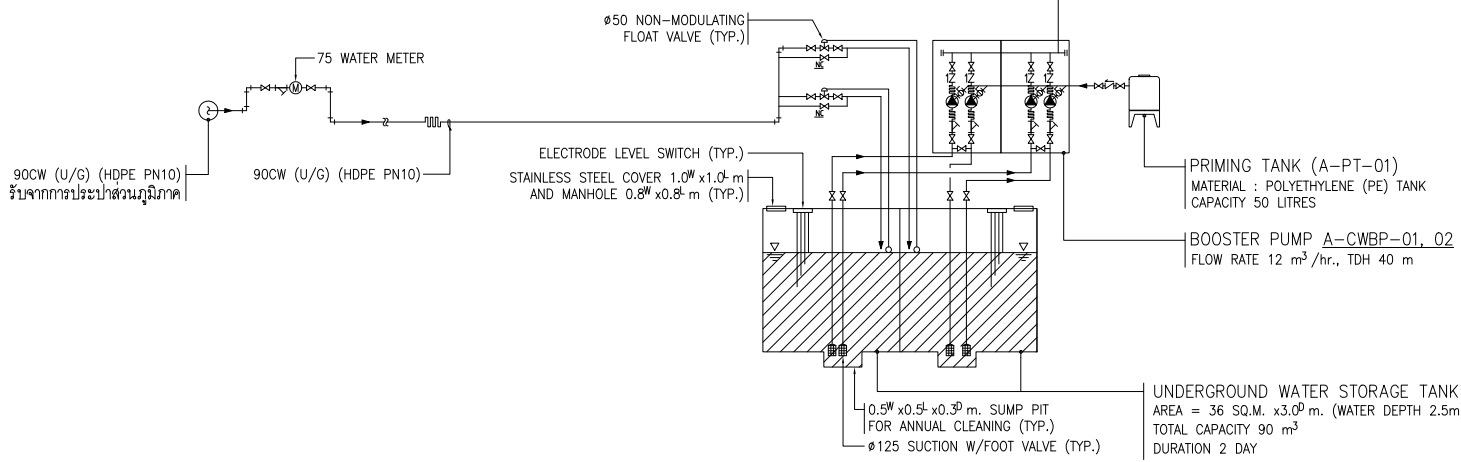 ø50 NON-MODULATING
FLOAT VALVE (TYP.)
75 WATER METER
M
NC
NC
90CW (U/G) (HDPE PN10)
รับจากการประปาส่วนภูมิภาค
90CW (U/G) (HDPE PN10)
ELECTRODE LEVEL SWITCH (TYP.)
STAINLESS STEEL COVER 1.0ᵂ x1.0ᴸ m
AND MANHOLE 0.8ᵂ x0.8ᴸ m (TYP.)
PRIMING TANK (A-PT-01)
MATERIAL : POLYETHYLENE (PE) TANK
CAPACITY 50 LITRES
BOOSTER PUMP A-CWBP-01, 02
FLOW RATE 12 m³/hr., TDH 40 m
0.5ᵂ x0.5ᴸ x0.3ᴰ m. SUMP PIT
FOR ANNUAL CLEANING (TYP.)
ø125 SUCTION W/FOOT VALVE (TYP.)
UNDERGROUND WATER STORAGE TANK
AREA = 36 SQ.M. x3.0ᴰ m. (WATER DEPTH 2.5m
TOTAL CAPACITY 90 m³
DURATION 2 DAY